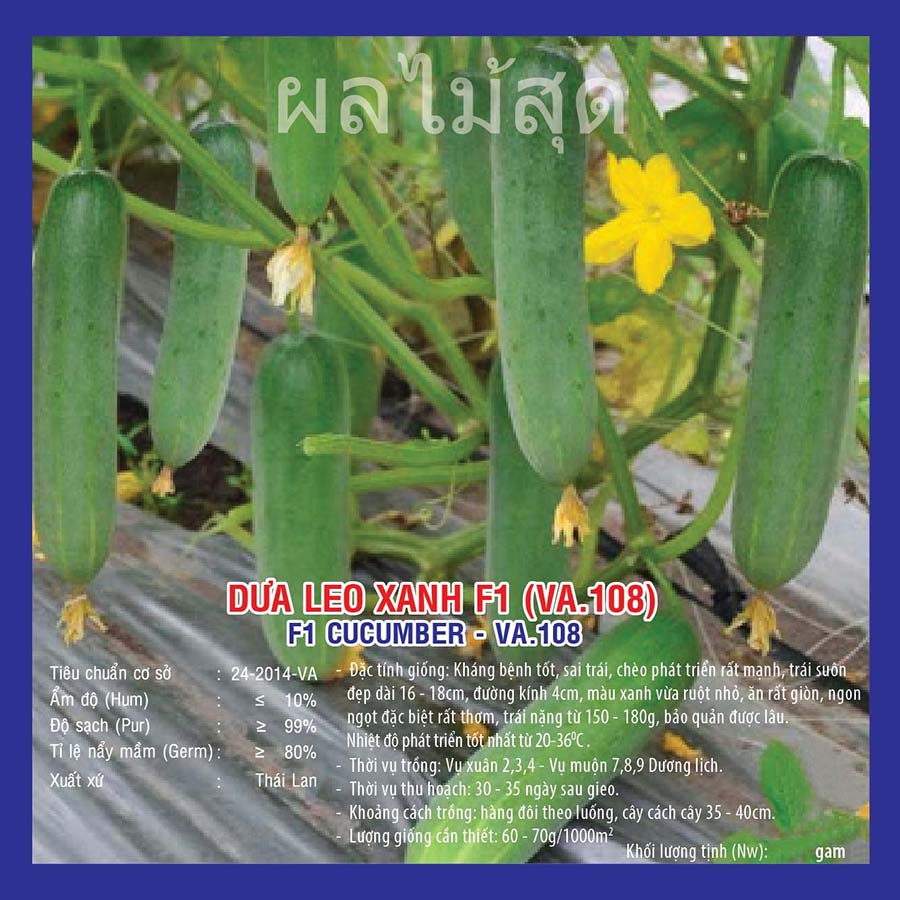 ผลไม้สุด
DƯA LEO XANH F1 (VA.108)
F1 CUCUMBER - VA.108
Tiêu chuẩn cơ sở : 24-2014-VA
Ẩm độ (Hum) : ≤ 10%
Độ sạch (Pur) : ≥ 99%
Tỉ lệ nẩy mầm (Germ) : ≥ 80%
Xuất xứ : Thái Lan
- Đặc tính giống: Kháng bệnh tốt, sai trái, chèo phát triển rất mạnh, trái suôn
đẹp dài 16 - 18cm, đường kính 4cm, màu xanh vừa ruột nhỏ, ăn rất giòn, ngon
ngọt đặc biệt rất thơm, trái nặng từ 150 - 180g, bảo quản được lâu.
Nhiệt độ phát triển tốt nhất từ 20-36⁰C .
- Thời vụ trồng: Vụ xuân 2,3,4 - Vụ muộn 7,8,9 Dương lịch.
- Thời vụ thu hoạch: 30 - 35 ngày sau gieo.
- Khoảng cách trồng: hàng đôi theo luống, cây cách cây 35 - 40cm.
- Lượng giống cần thiết: 60 - 70g/1000m²
Khối lượng tịnh (Nw): gam